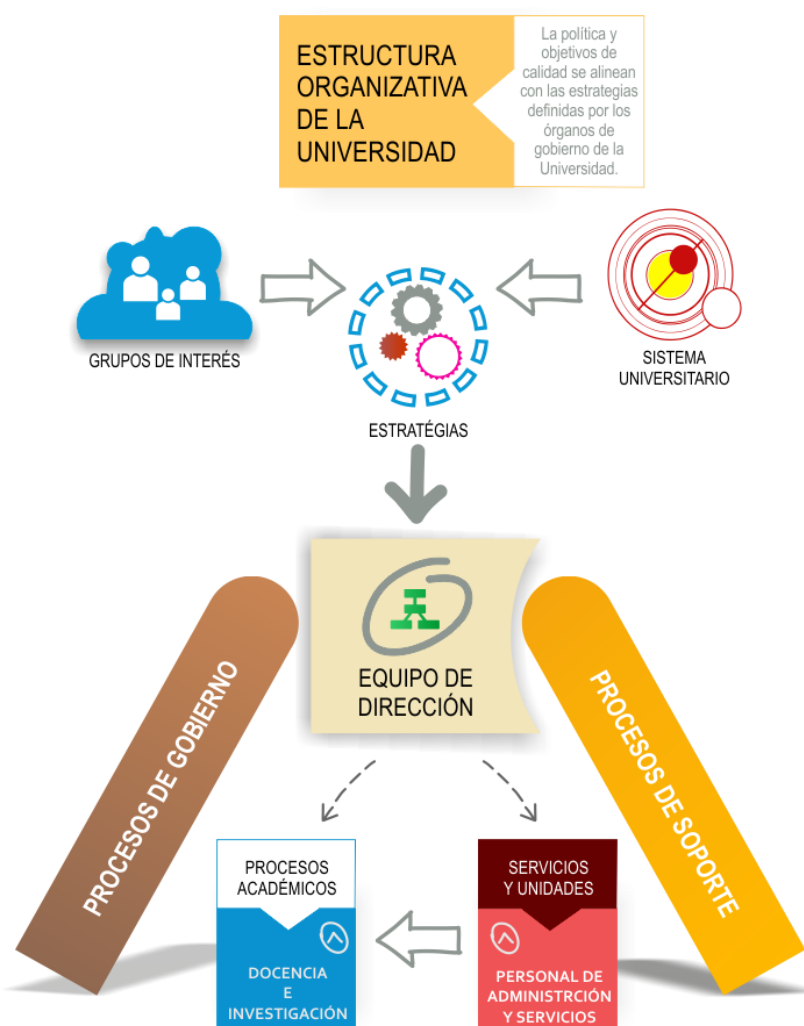 ESTRUCTURA
ORGANIZATIVA
DE LA
UNIVERSIDAD
La política y
objetivos de
calidad se alinean
con las estrategias
definidas por los
órganos de
gobierno de la
Universidad.
GRUPOS DE INTERÉS
ESTRATÉGIAS
SISTEMA
UNIVERSITARIO
EQUIPO DE
DIRECCIÓN
PROCESOS DE GOBIERNO
PROCESOS DE SOPORTE
PROCESOS
ACADÉMICOS
DOCENCIA
E
INVESTIGACIÓN
SERVICIOS
Y UNIDADES
PERSONAL DE
ADMINISTRCIÓN
Y SERVICIOS